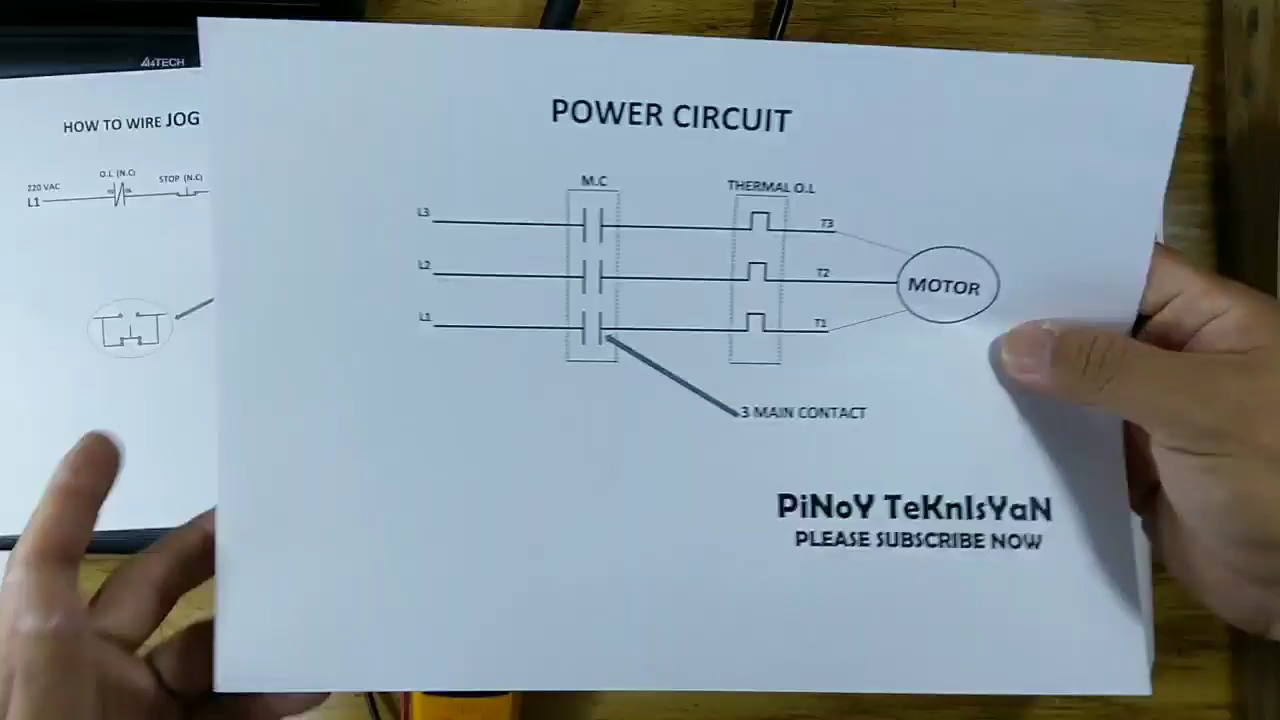 A4TECH
HOW TO WIRE JOG
O.L (N.C)
STOP (N.C)
220 VAC
L1
POWER CIRCUIT
M.C
THERMAL O.L
L3
T3
L2
T2
MOTOR
L1
T1
3 MAIN CONTACT
PiNoY TeKnIsYaN
PLEASE SUBSCRIBE NOW